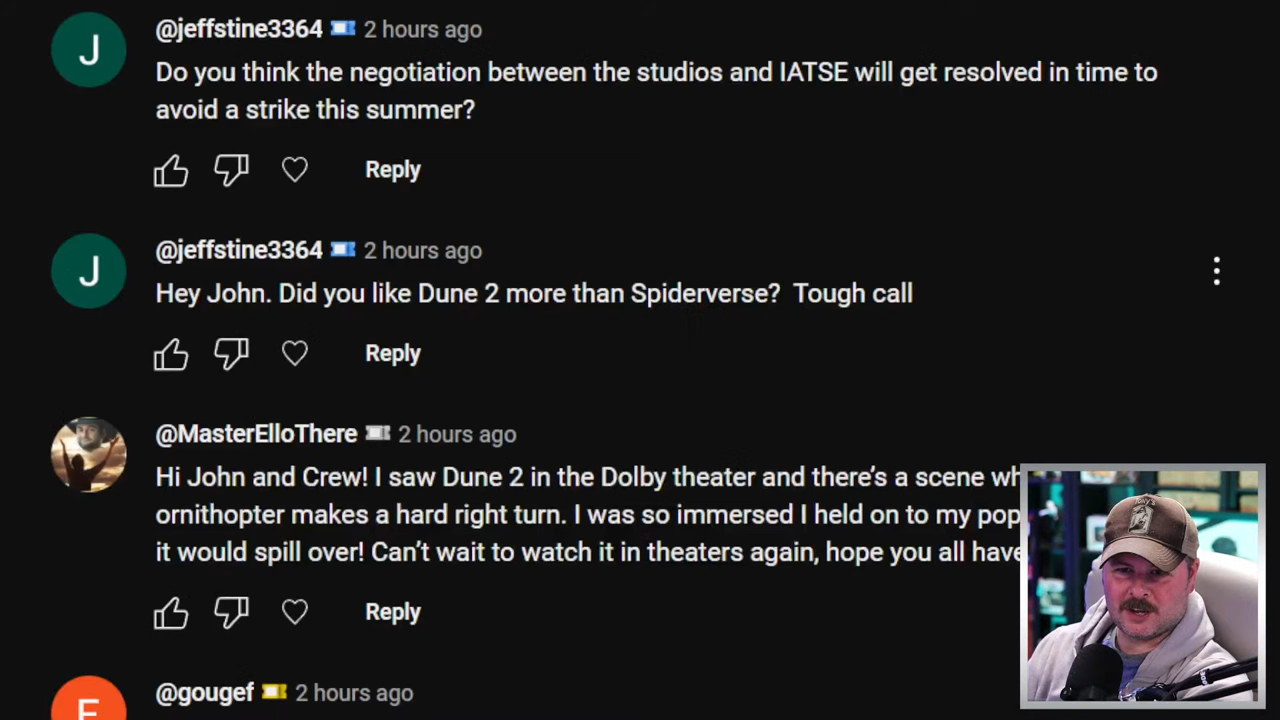 J
@jeffstine3364 2 hours ago
Do you think the negotiation between the studios and IATSE will get resolved in time to
avoid a strike this summer?
Reply
J
@jeffstine3364 2 hours ago
Hey John. Did you like Dune 2 more than Spiderverse? Tough call
Reply
@MasterElloThere 2 hours ago
Hi John and Crew! I saw Dune 2 in the Dolby theater and there's a scene wh
ornithopter makes a hard right turn. I was so immersed I held on to my pop
it would spill over! Can't wait to watch it in theaters again, hope you all have
Reply
@gougef 2 hours ago